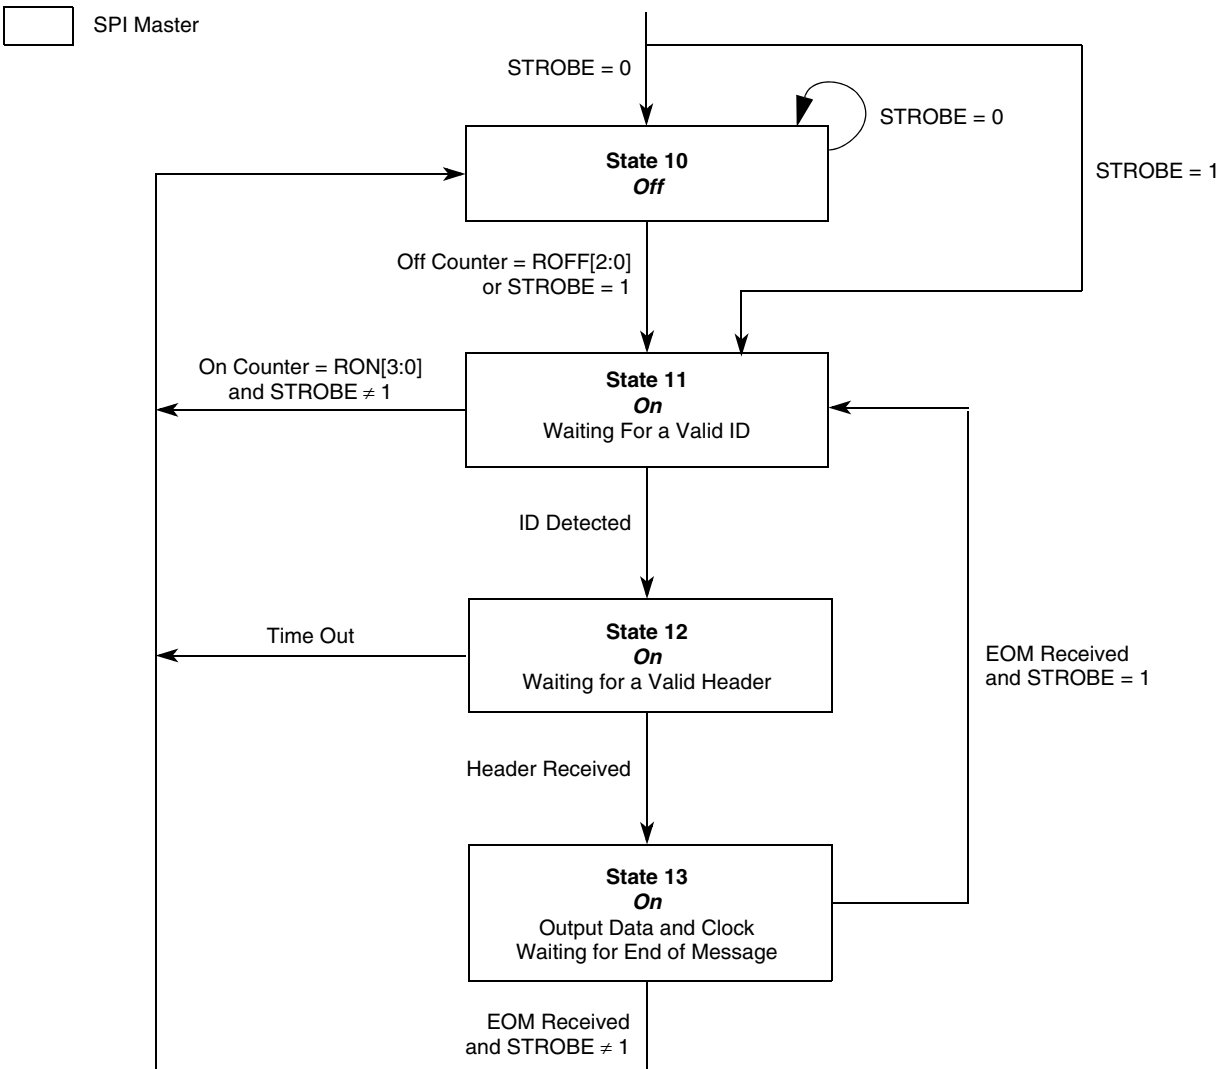 SPI Master
STROBE = 0
STROBE = 0
STROBE = 1
State 10
Off
Off Counter = ROFF[2:0]
or STROBE = 1
On Counter = RON[3:0]
and STROBE ≠ 1
State 11
On
Waiting For a Valid ID
ID Detected
State 12
On
Waiting for a Valid Header
Time Out
EOM Received
and STROBE = 1
Header Received
State 13
On
Output Data and Clock
Waiting for End of Message
EOM Received
and STROBE ≠ 1